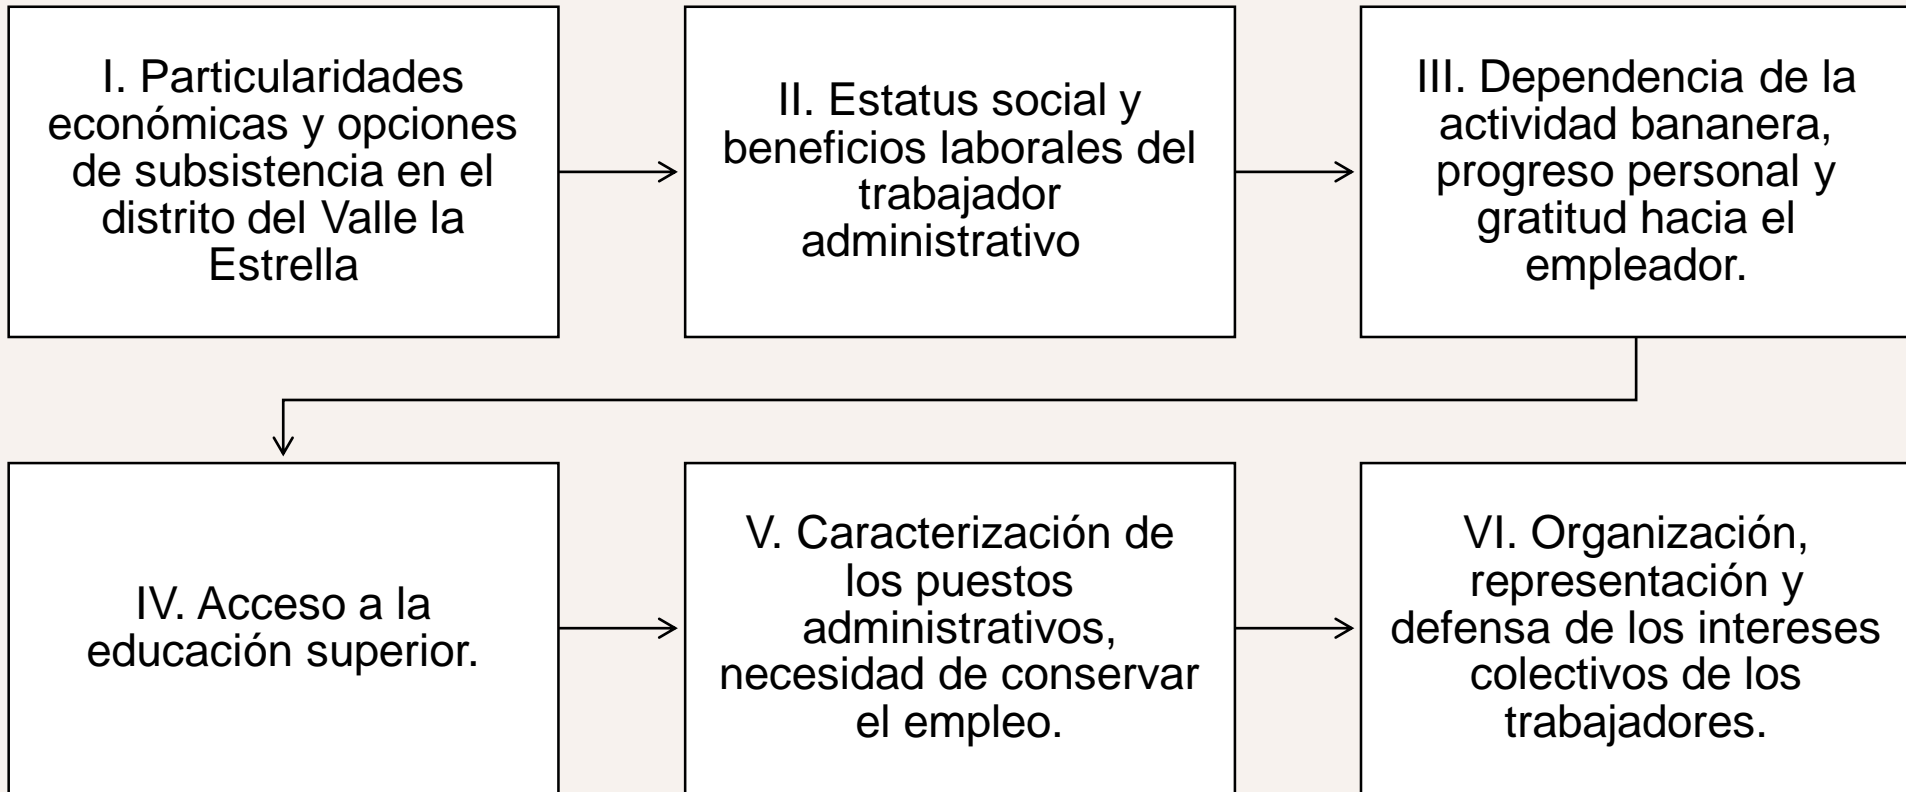 I. Particularidades
económicas y opciones
de subsistencia en el
distrito del Valle la
Estrella
II. Estatus social y
beneficios laborales del
trabajador
administrativo
III. Dependencia de la
actividad bananera,
progreso personal y
gratitud hacia el
empleador.
IV. Acceso a la
educación superior.
V. Caracterización de
los puestos
administrativos,
necesidad de conservar
el empleo.
VI. Organización,
representación y
defensa de los intereses
colectivos de los
trabajadores.